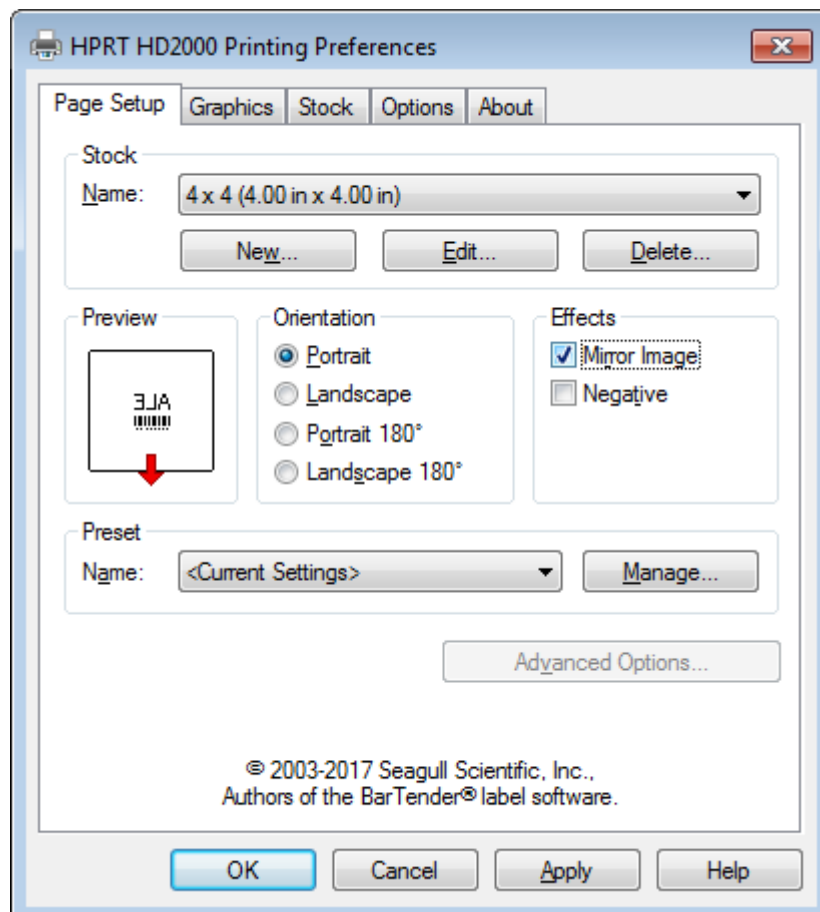 HPRT HD2000 Printing Preferences
Page Setup Graphics Stock Options About
Stock
Name: 4 x 4 (4.00 in x 4.00 in)
New... Edit... Delete...
Preview Orientation Effects
Portrait Mirror Image
ALE Landscape Negative
Portrait 180°
Landscape 180°
Preset
Name: <Current Settings> Manage...
Advanced Options...
© 2003-2017 Seagull Scientific, Inc.,
Authors of the BarTender® label software.
OK Cancel Apply Help